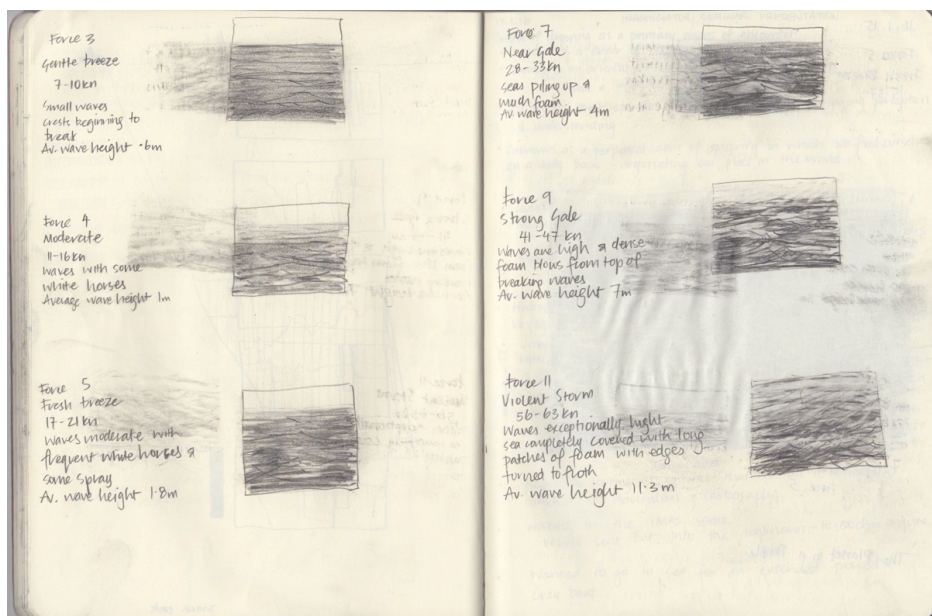 Force 3
Gentle breeze
7-10kn
Small waves
crests beginning to
break
Av. wave height .6m
Force 4
Moderate
11-16kn
Waves with some
white horses
Average wave height 1m
Force 5
Fresh breeze
17-21kn
Waves moderate with
frequent white horses &
some spray
Av. wave height 1.8m
Force 7
Near Gale
28-33kn
seas piling up &
much foam
Av wave height 4m
Force 9
Strong Gale
41-47 kn
Waves are high & dense
foam blows from top of
breaking waves
Av. wave height 7m
Force 11
Violent Storm
56-63 kn.
Waves exceptionally hight
sea completely covered with long
patches of foam with edges
turned to froth
Av. wave height 11.3m